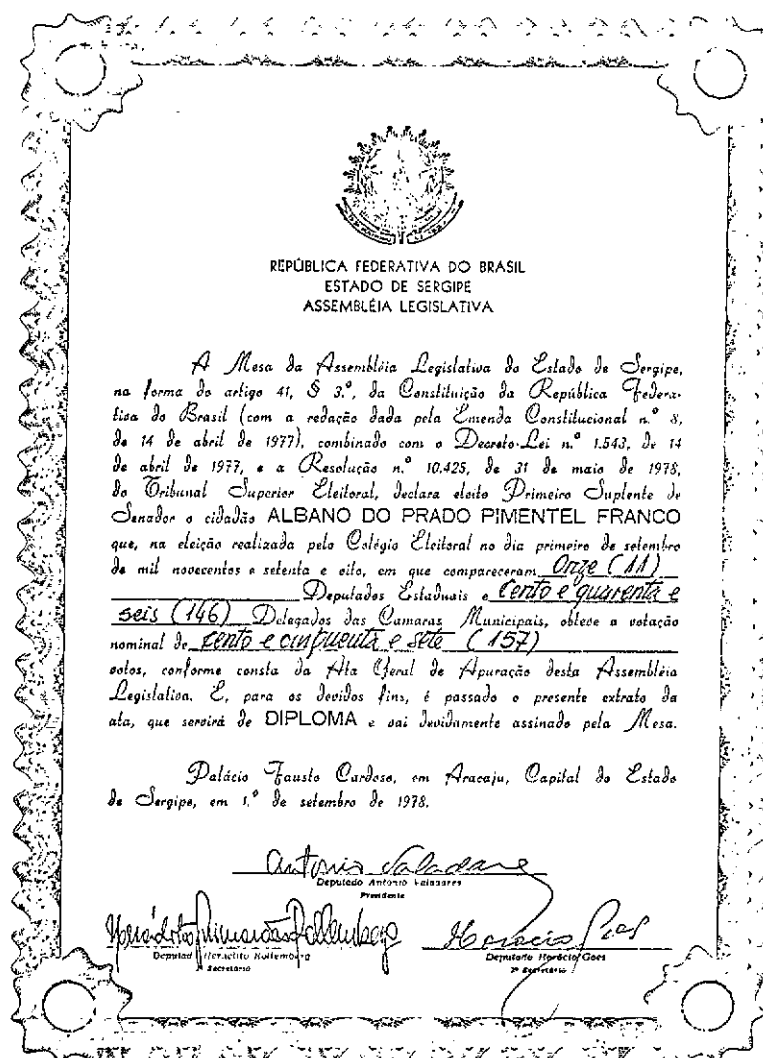 REPÚBLICA FEDERATIVA DO BRASIL
ESTADO DE SERGIPE
ASSEMBLÉIA LEGISLATIVA
A Mesa da Assembléia Legislativa do Estado de Sergipe,
na forma do artigo 41, § 3.º, da Constituição da República Federa-
tiva do Brasil (com a redação dada pela Emenda Constitucional n.º 8,
de 14 de abril de 1977), combinado com o Decreto-Lei n.º 1.543, de 14
de abril de 1977, e a Resolução n.º 10.425, de 31 de maio de 1978,
do Tribunal Superior Eleitoral, declara eleito Primeiro Suplente de
Senador o cidadão ALBANO DO PRADO PIMENTEL FRANCO
que, na eleição realizada pelo Colégio Eleitoral no dia primeiro de setembro
de mil novecentos e setenta e oito, em que compareceram Onze (11)
Deputados Estaduais e Cento e quarenta e
seis (146) Delegados das Camaras Municipais, obteve a votação
nominal de cento e cinquenta e sete (157)
votos, conforme consta da Ata Geral de Apuração desta Assembléia
Legislativa. E, para os devidos fins, é passado o presente extrato da
ata, que servirá de DIPLOMA e vai devidamente assinado pela Mesa.
Palácio Fausto Cardoso, em Aracaju, Capital do Estado
de Sergipe, em 1.º de setembro de 1978.
Antonio Valadares
Deputado Antonio Valadares
Presidente
Deputado Heráclito Rollemberg
Secretário
Horácio Goes
Deputado Horácio Goes
2º Secretário